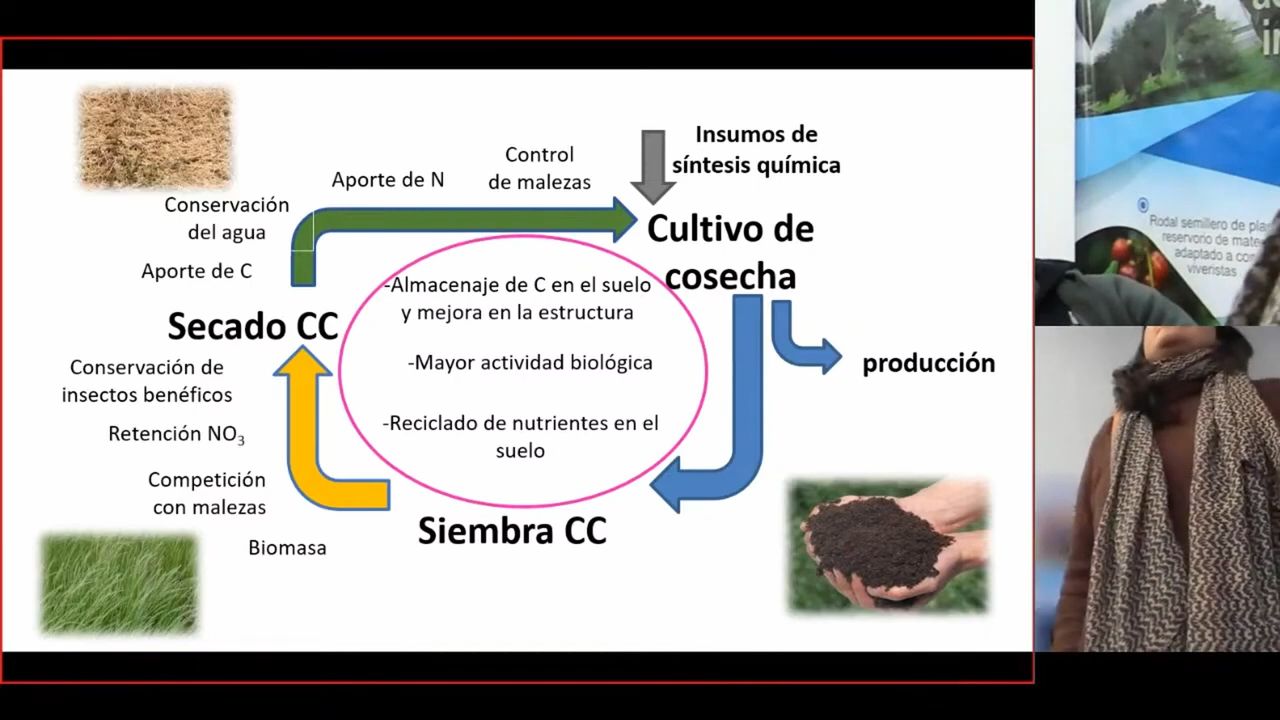 Insumos de
síntesis química
Control
de malezas
Aporte de N
Conservación
del agua
Aporte de C
Cultivo de
cosecha
-Almacenaje de C en el suelo
y mejora en la estructura
Secado CC
-Mayor actividad biológica
producción
Conservación de
insectos benéficos
Retención NO₃
-Reciclado de nutrientes en el
suelo
Competición
con malezas
Siembra CC
Biomasa
Rodal semillero de
reservorio de
adaptado a
viveristas